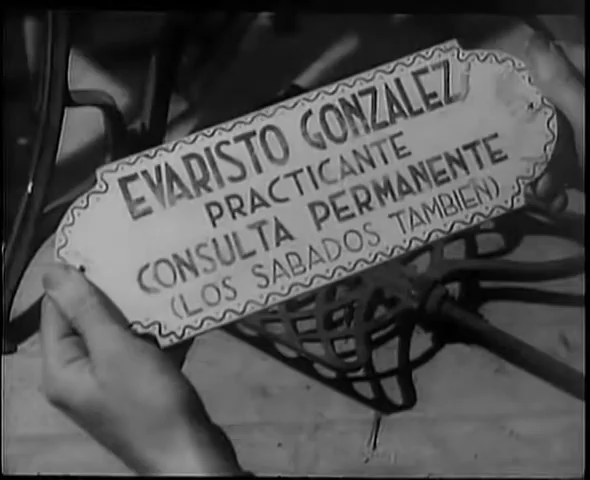 EVARISTO GONZALEZ
PRACTICANTE
CONSULTA PERMANENTE
(LOS SABADOS TAMBIEN)